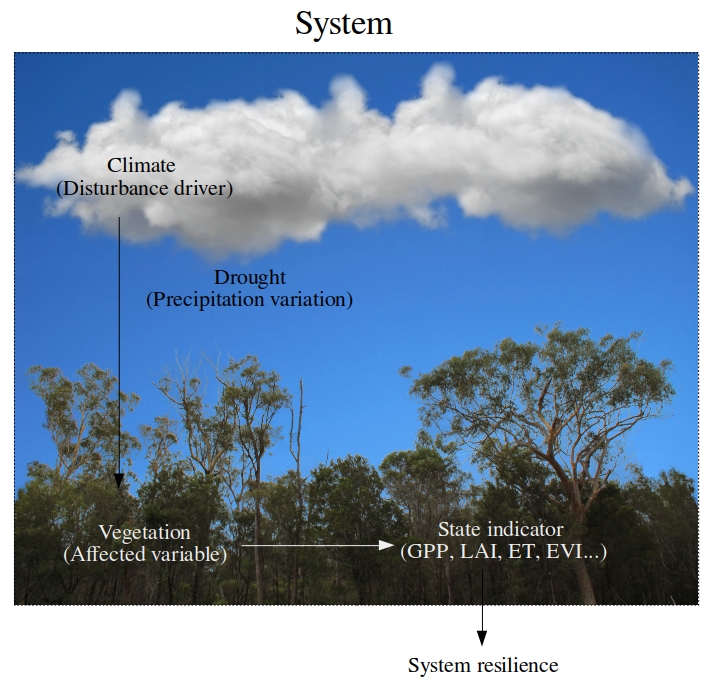 System
Climate
(Disturbance driver)
Drought
(Precipitation variation)
Vegetation
(Affected variable)
State indicator
(GPP, LAI, ET, EVI...)
System resilience